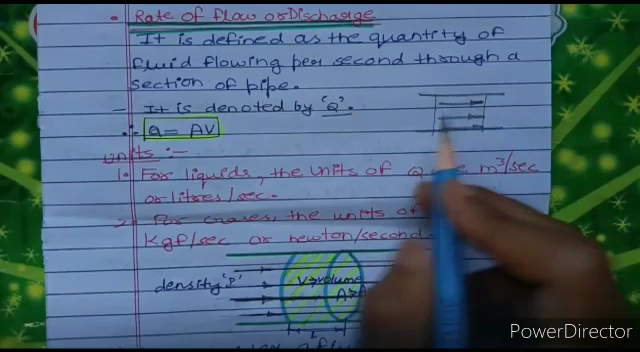 • Rate of flow or Discharge
It is defined as the quantity of
fluid flowing per second through a
section of pipe.
– It is denoted by 'Q'.
∴ Q = AV
Units :-
1. For liquids, the units of Q m³/sec
or litres/sec.
2. For Gases, the units of
Kgf/sec or newton/second
density 'ρ'
V⇒volume
A⇒
L
PowerDirector